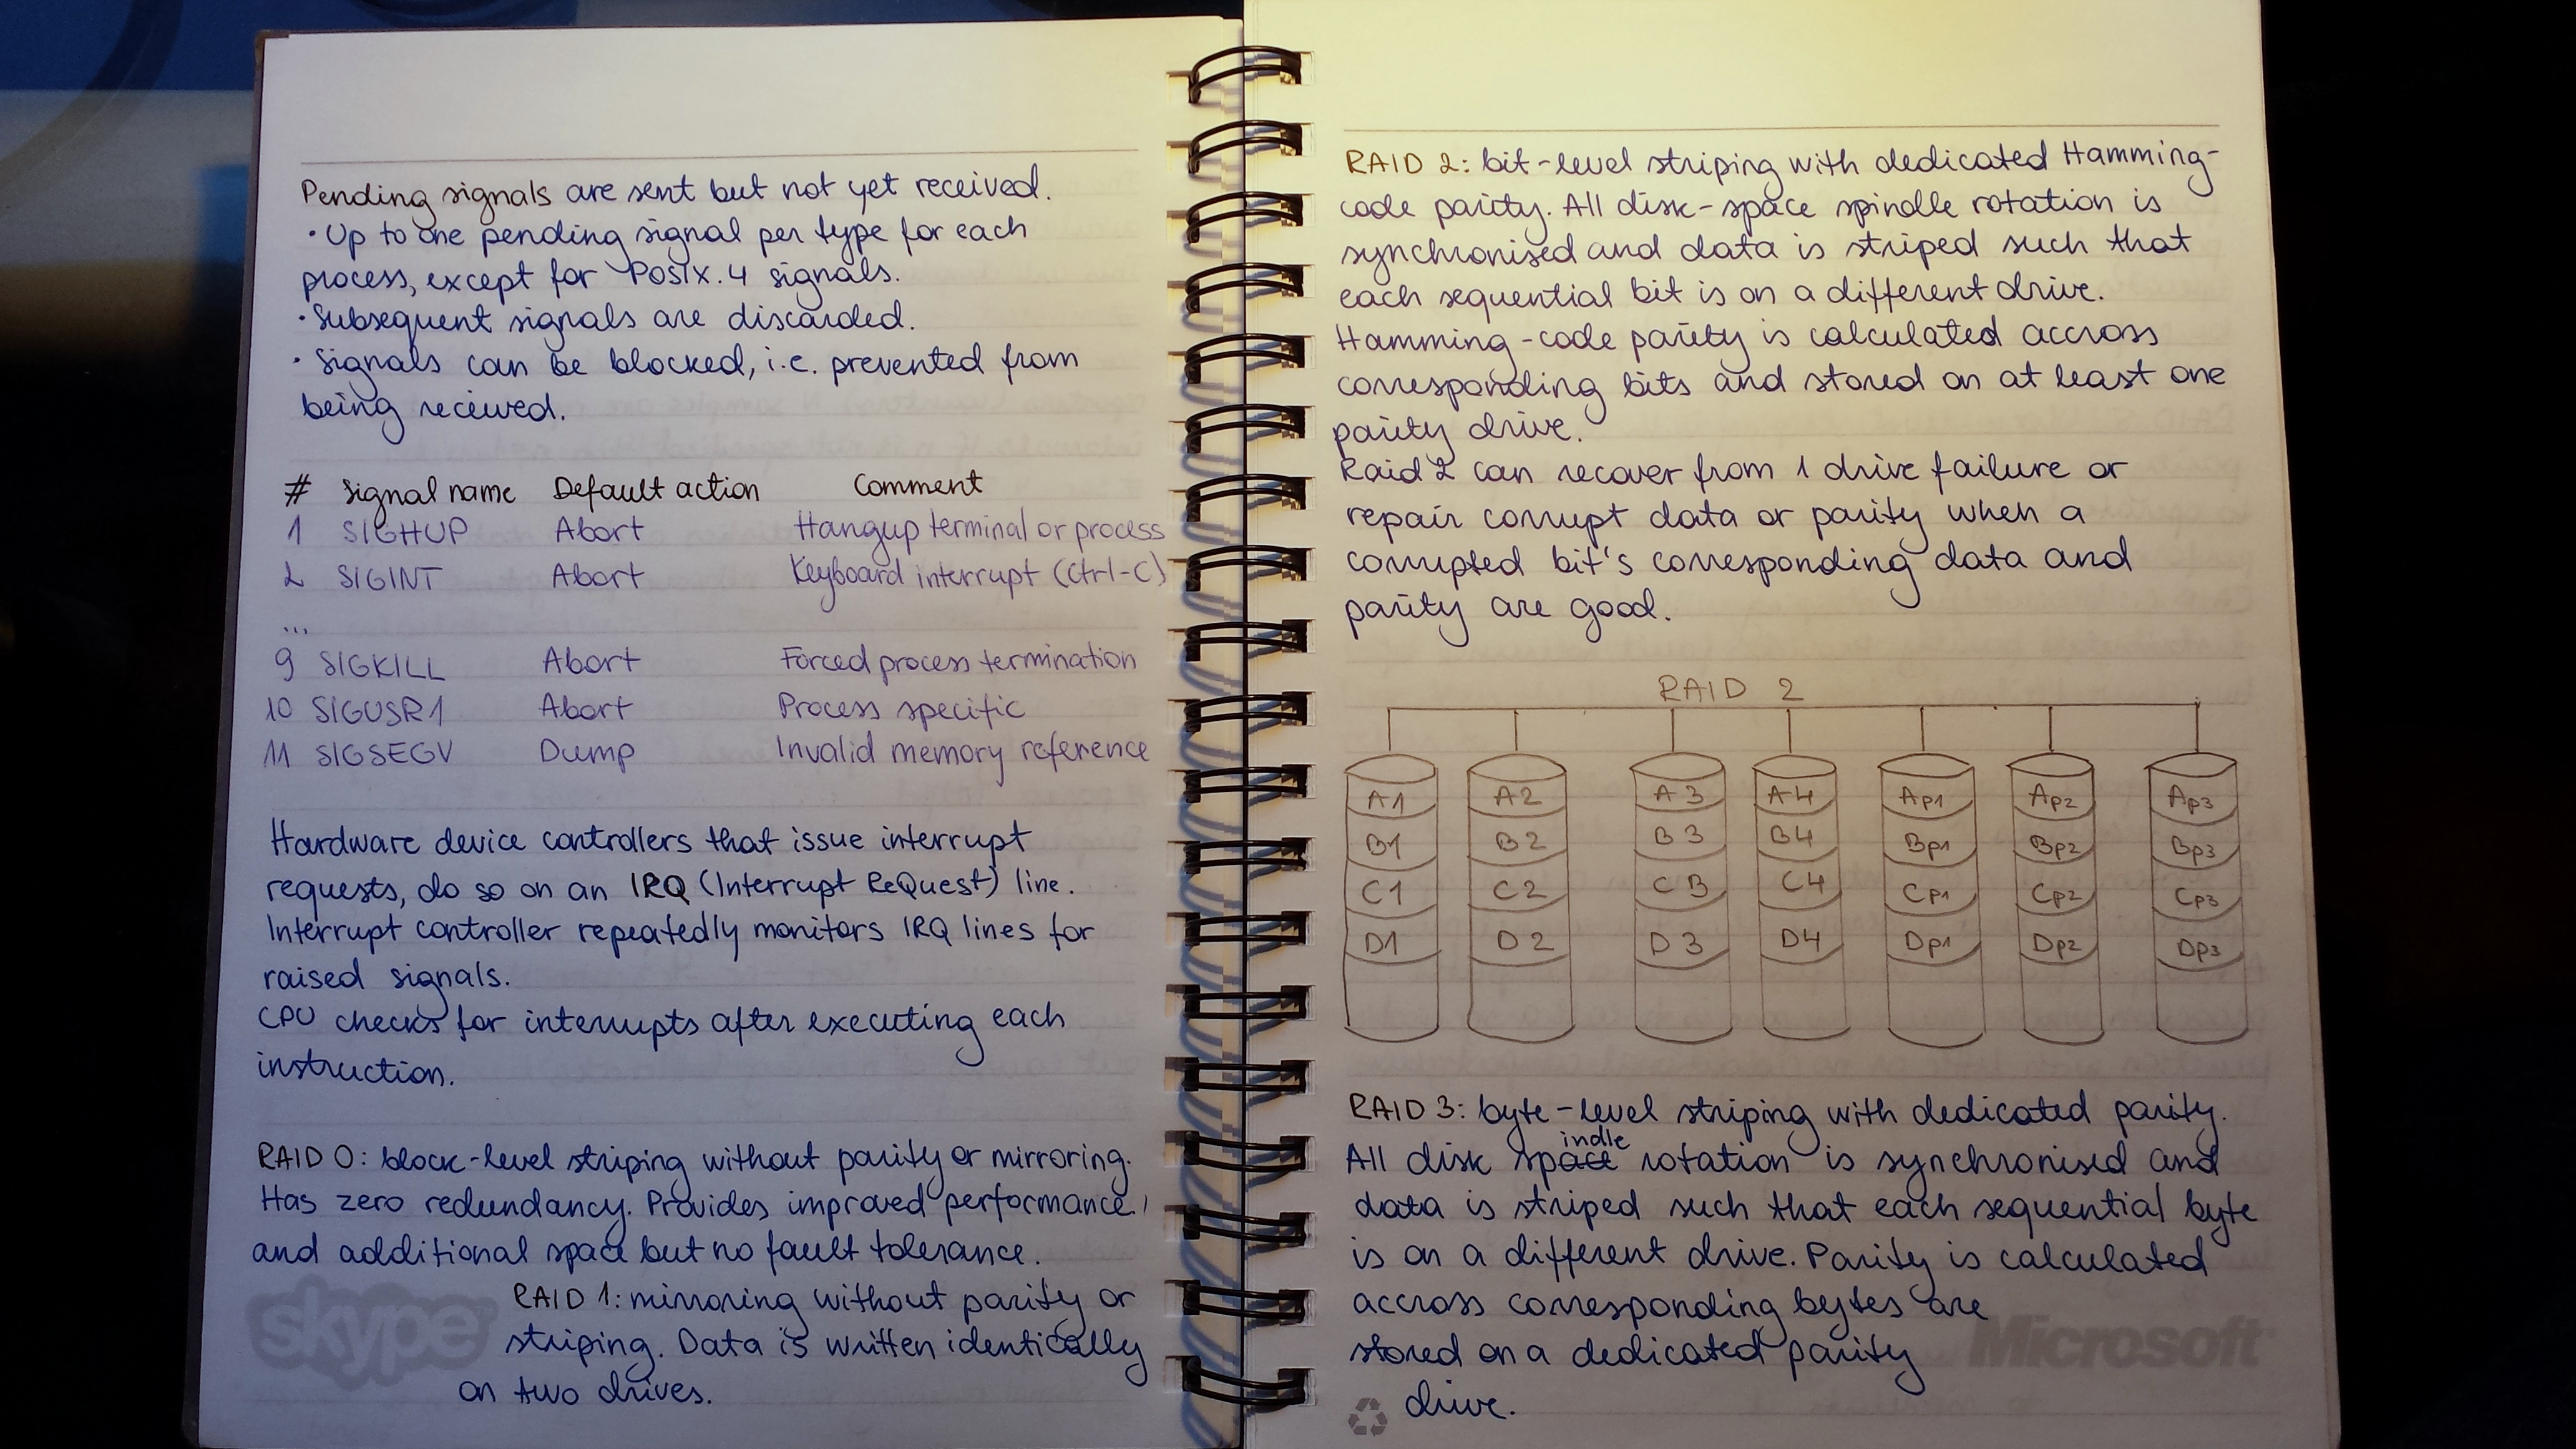 Pending signals are sent but not yet received.
• Up to one pending signal per type for each
process, except for POSIX.4 signals.
• Subsequent signals are discarded.
• Signals can be blocked, i.e. prevented from
being received.
# Signal name Default action Comment
1 SIGHUP Abort Hangup terminal or process
2 SIGINT Abort Keyboard interrupt (Ctrl-C)
...
9 SIGKILL Abort Forced process termination
10 SIGUSR1 Abort Process specific
11 SIGSEGV Dump Invalid memory reference
Hardware device controllers that issue interrupt
requests, do so on an IRQ (Interrupt ReQuest) line.
Interrupt controller repeatedly monitors IRQ lines for
raised signals.
CPU checks for interrupts after executing each
instruction.
RAID 0: block-level striping without parity or mirroring.
Has zero redundancy. Provides improved performance
and additional space but no fault tolerance.
RAID 1: mirroring without parity or
striping. Data is written identically
on two drives.
skype
RAID 2: bit-level striping with dedicated Hamming-
code parity. All disk-space spindle rotation is
synchronised and data is striped such that
each sequential bit is on a different drive.
Hamming-code parity is calculated accross
corresponding bits and stored on at least one
parity drive.
Raid 2 can recover from 1 drive failure or
repair corrupt data or parity when a
corrupted bit's corresponding data and
parity are good.
RAID 2
A1 A2 A3 A4 Ap1 Ap2 Ap3
B1 B2 B3 B4 Bp1 Bp2 Bp3
C1 C2 C3 C4 Cp1 Cp2 Cp3
D1 D2 D3 D4 Dp1 Dp2 Dp3
RAID 3: byte-level striping with dedicated parity.
All disk spindle rotation is synchronised and
data is striped such that each sequential byte
is on a different drive. Parity is calculated
accross corresponding bytes are
stored on a dedicated parity
drive.
Microsoft